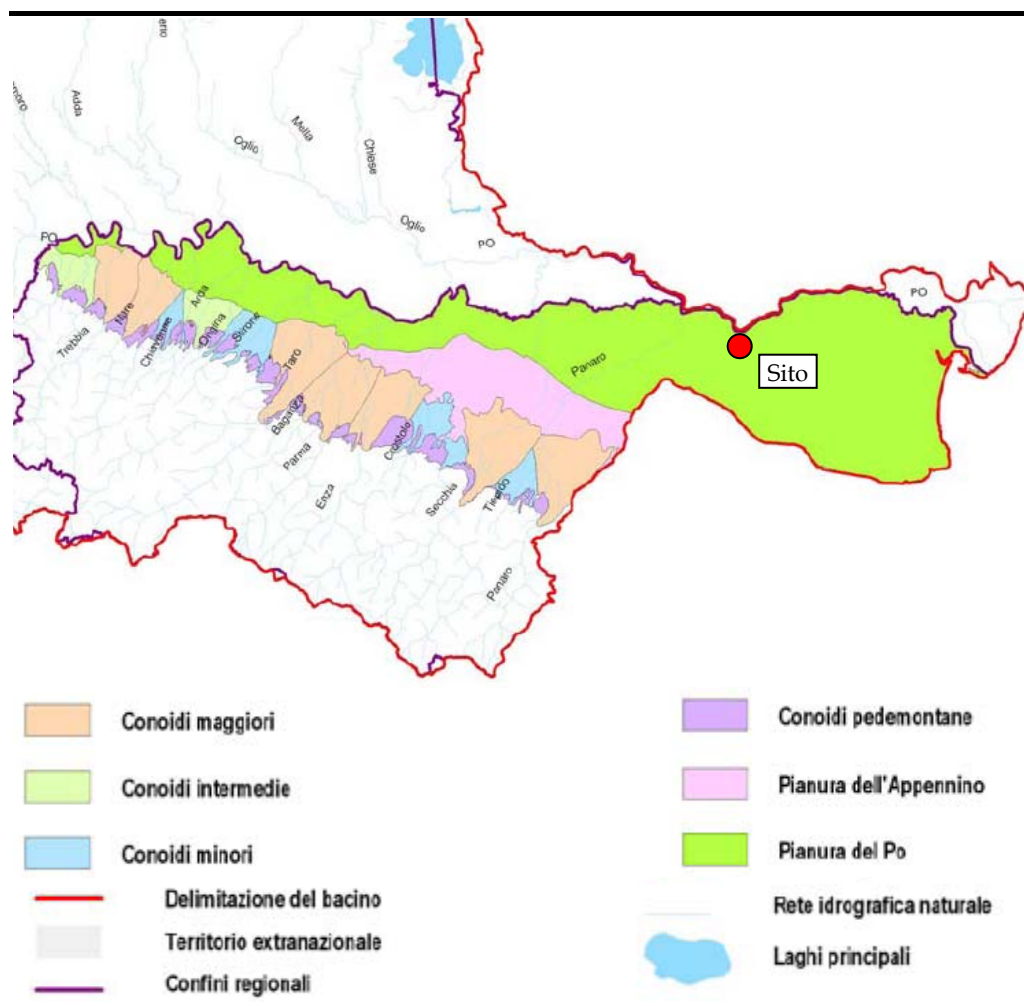 Adda
Oglio
Mella
Chiese
Oglio
PO
PO
PO
Trebbia
Nure
Chiavenna
Arda
Ongina
Stirone
Taro
Baganza
Parma
Enza
Crostolo
Secchia
Tiepido
Panaro
Panaro
Sito
Conoidi maggiori
Conoidi intermedie
Conoidi minori
Delimitazione del bacino
Territorio extranazionale
Confini regionali
Conoidi pedemontane
Pianura dell'Appennino
Pianura del Po
Rete idrografica naturale
Laghi principali